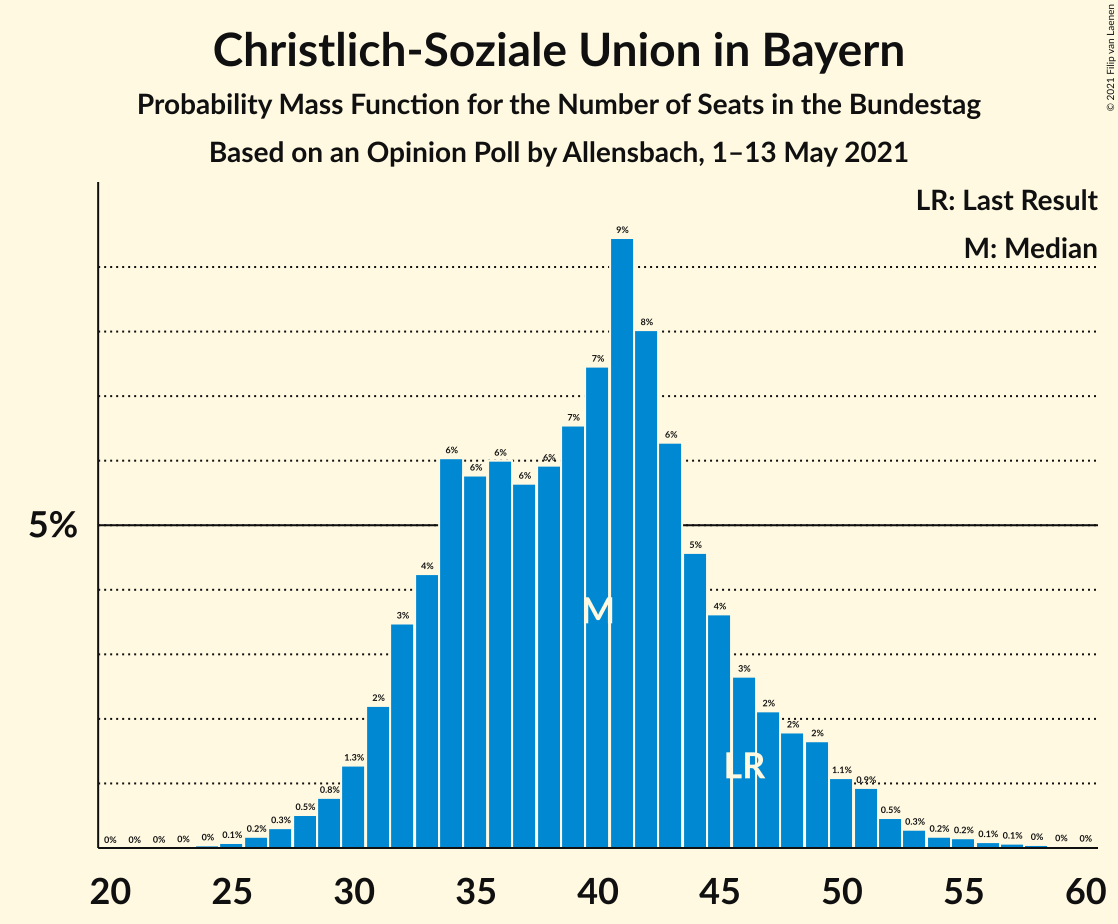 Christlich-Soziale Union in Bayern
Probability Mass Function for the Number of Seats in the Bundestag
Based on an Opinion Poll by Allensbach, 1–13 May 2021
© 2021 Filip van Laenen
LR: Last Result
M: Median
5%
0% 0% 0% 0% 0% 0.1% 0.2% 0.3% 0.5% 0.8% 1.3% 2% 3% 4% 6% 6% 6% 6% 6% 7% 7% 9% 8% 6% 5% 4% 3% 2% 2% 2% 1.1% 0.9% 0.5% 0.3% 0.2% 0.2% 0.1% 0.1% 0% 0% 0%
M
LR
20 25 30 35 40 45 50 55 60